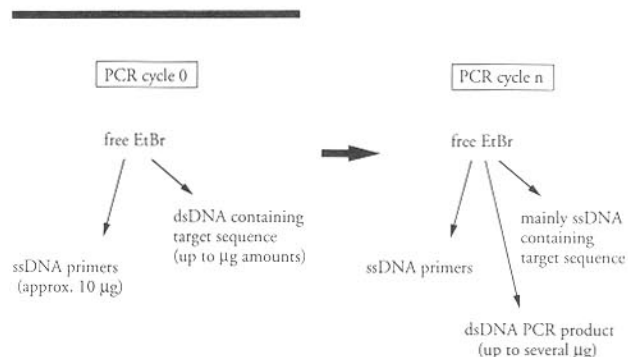 PCR cycle 0
free EtBr
dsDNA containing
target sequence
(up to µg amounts)
ssDNA primers
(approx. 10 µg)
PCR cycle n
free EtBr
mainly ssDNA
containing
target sequence
ssDNA primers
dsDNA PCR product
(up to several µg)